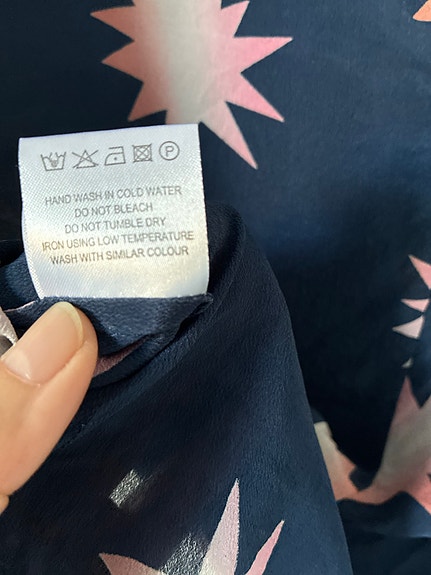 P
HAND WASH IN COLD WATER
DO NOT BLEACH
DO NOT TUMBLE DRY
IRON USING LOW TEMPERATURE
WASH WITH SIMILAR COLOUR